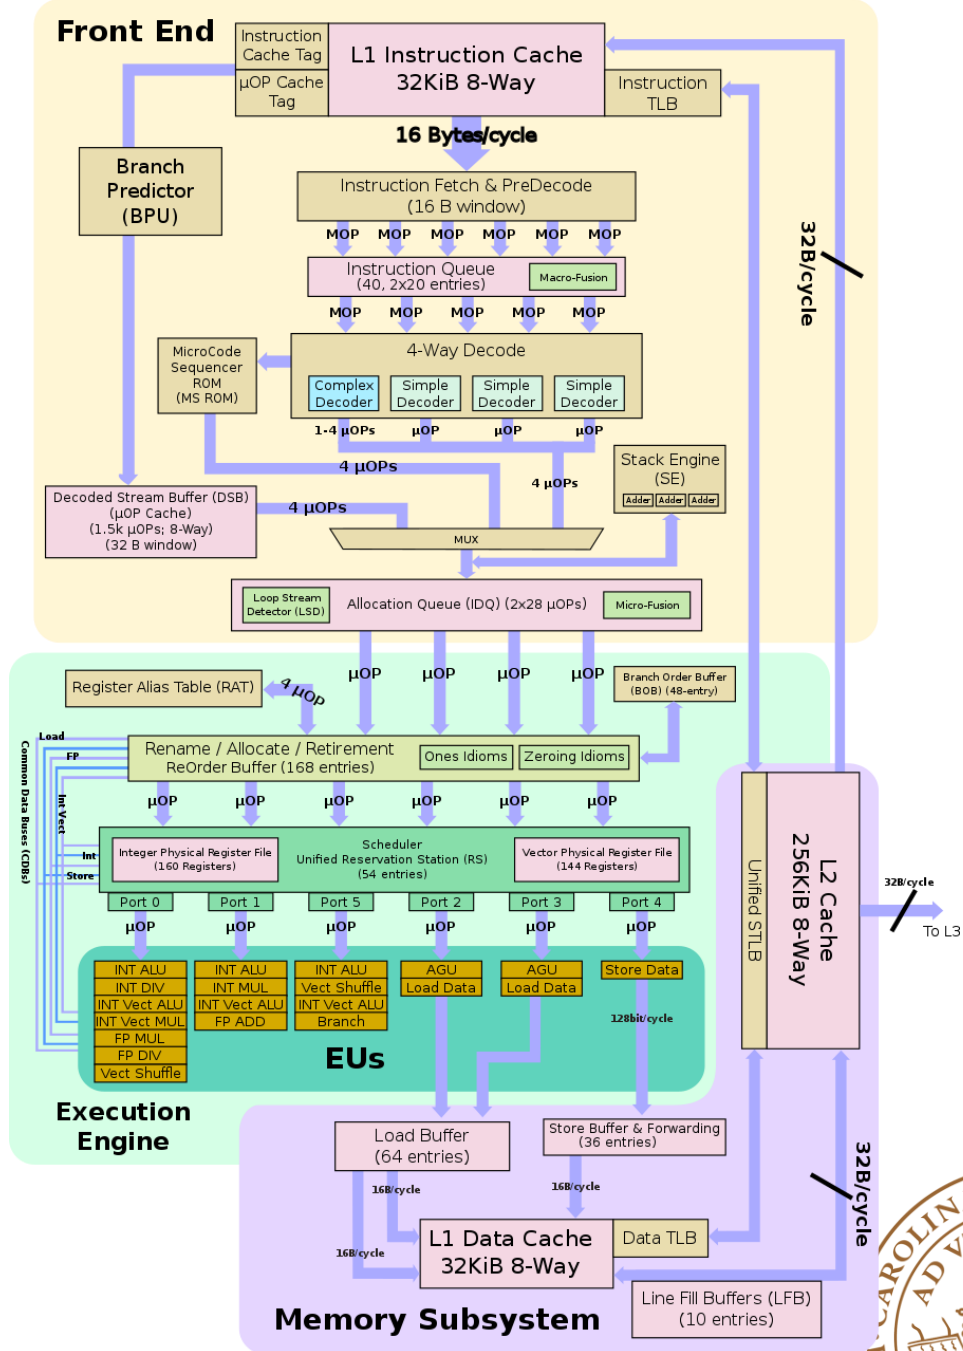 Front End
Instruction
Cache Tag
µOP Cache
Tag
L1 Instruction Cache
32KiB 8-Way
Instruction
TLB
16 Bytes/cycle
Branch
Predictor
(BPU)
Instruction Fetch & PreDecode
(16 B window)
MOP MOP MOP MOP MOP MOP
Instruction Queue
(40, 2x20 entries)
Macro-Fusion
32B/cycle
MOP MOP MOP MOP MOP
MicroCode
Sequencer
ROM
(MS ROM)
4-Way Decode
Complex
Decoder
Simple
Decoder
Simple
Decoder
Simple
Decoder
1-4 µOPs µOP µOP µOP
4 µOPs
4 µOPs
Stack Engine
(SE)
Adder Adder Adder
Decoded Stream Buffer (DSB)
(µOP Cache)
(1.5k µOPs; 8-Way)
(32 B window)
4 µOPs
MUX
Loop Stream
Detector (LSD)
Allocation Queue (IDQ) (2x28 µOPs)
Micro-Fusion
µOP µOP µOP µOP
Register Alias Table (RAT)
4 µOP
Branch Order Buffer
(BOB) (48-entry)
Load
FP
Int Vect
Int
Store
Common Data Buses (CDBs)
Rename / Allocate / Retirement
ReOrder Buffer (168 entries)
Ones Idioms
Zeroing Idioms
µOP µOP µOP µOP µOP µOP
Integer Physical Register File
(160 Registers)
Scheduler
Unified Reservation Station (RS)
(54 entries)
Vector Physical Register File
(144 Registers)
Port 0 Port 1 Port 5 Port 2 Port 3 Port 4
µOP µOP µOP µOP µOP µOP
INT ALU
INT DIV
INT Vect ALU
INT Vect MUL
FP MUL
FP DIV
Vect Shuffle
INT ALU
INT MUL
INT Vect ALU
FP ADD
INT ALU
Vect Shuffle
INT Vect ALU
Branch
AGU
Load Data
AGU
Load Data
Store Data
128bit/cycle
EUs
Execution
Engine
Unified STLB
L2 Cache
256KiB 8-Way
32B/cycle
To L3
Load Buffer
(64 entries)
Store Buffer & Forwarding
(36 entries)
16B/cycle
16B/cycle
16B/cycle
L1 Data Cache
32KiB 8-Way
Data TLB
32B/cycle
Line Fill Buffers (LFB)
(10 entries)
Memory Subsystem
CAROLIN
AD V